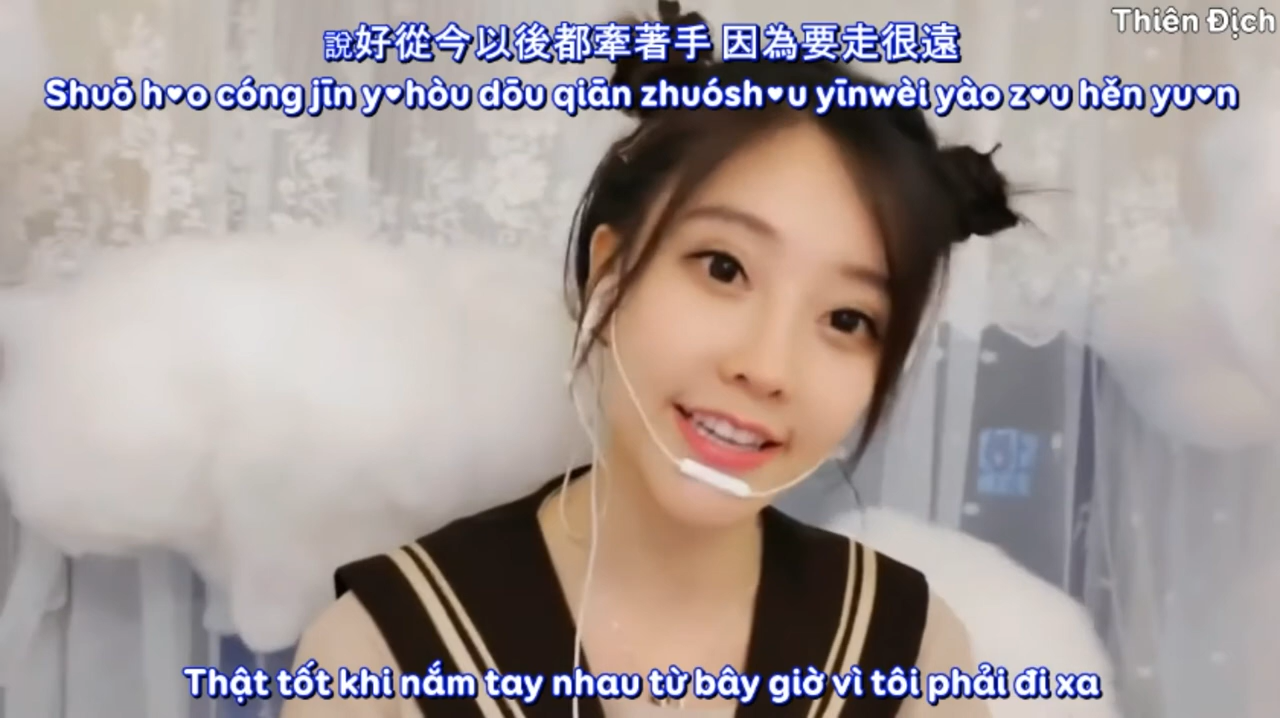 Thiên Địch
說好從今以後都牽著手 因為要走很遠
Shuō h♥o cóng jīn y♥hòu dōu qiān zhuósh♥u yīnwèi yào z♥u hěn yu♥n
Thật tốt khi nắm tay nhau từ bây giờ vì tôi phải đi xa